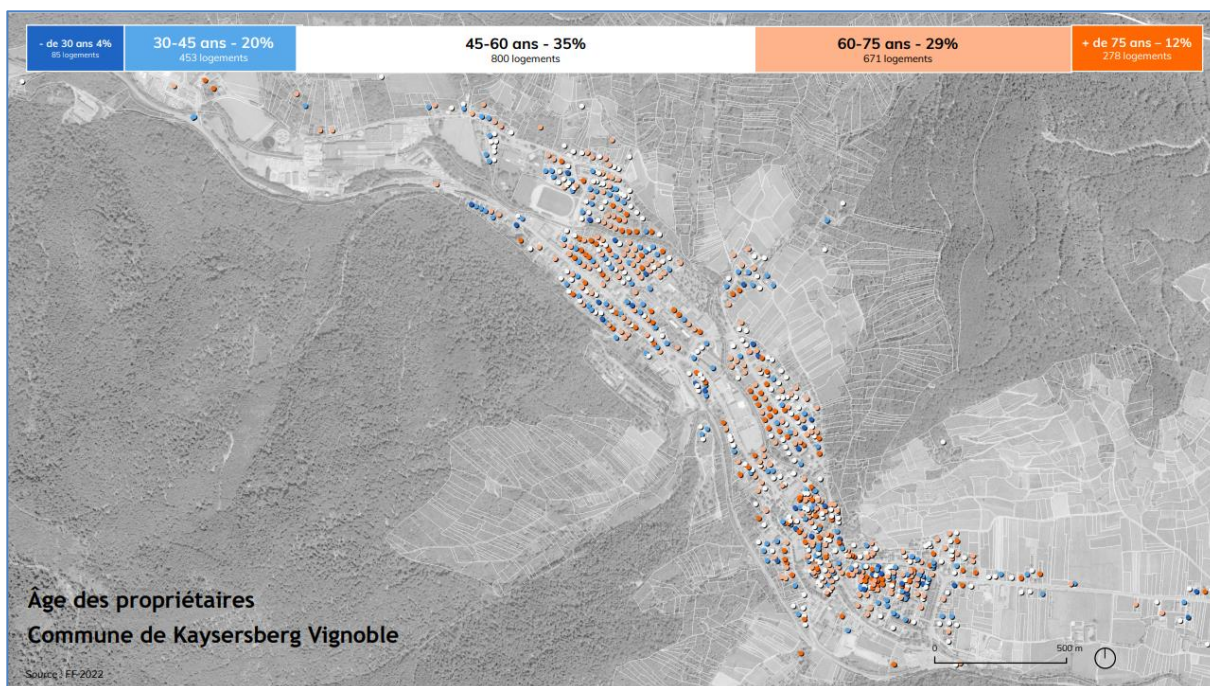 - de 30 ans 4%
85 logements
30-45 ans - 20%
453 logements
45-60 ans - 35%
800 logements
60-75 ans - 29%
671 logements
+ de 75 ans – 12%
278 logements
Âge des propriétaires
Commune de Kaysersberg Vignoble
Source : FF-2022
0 500 m